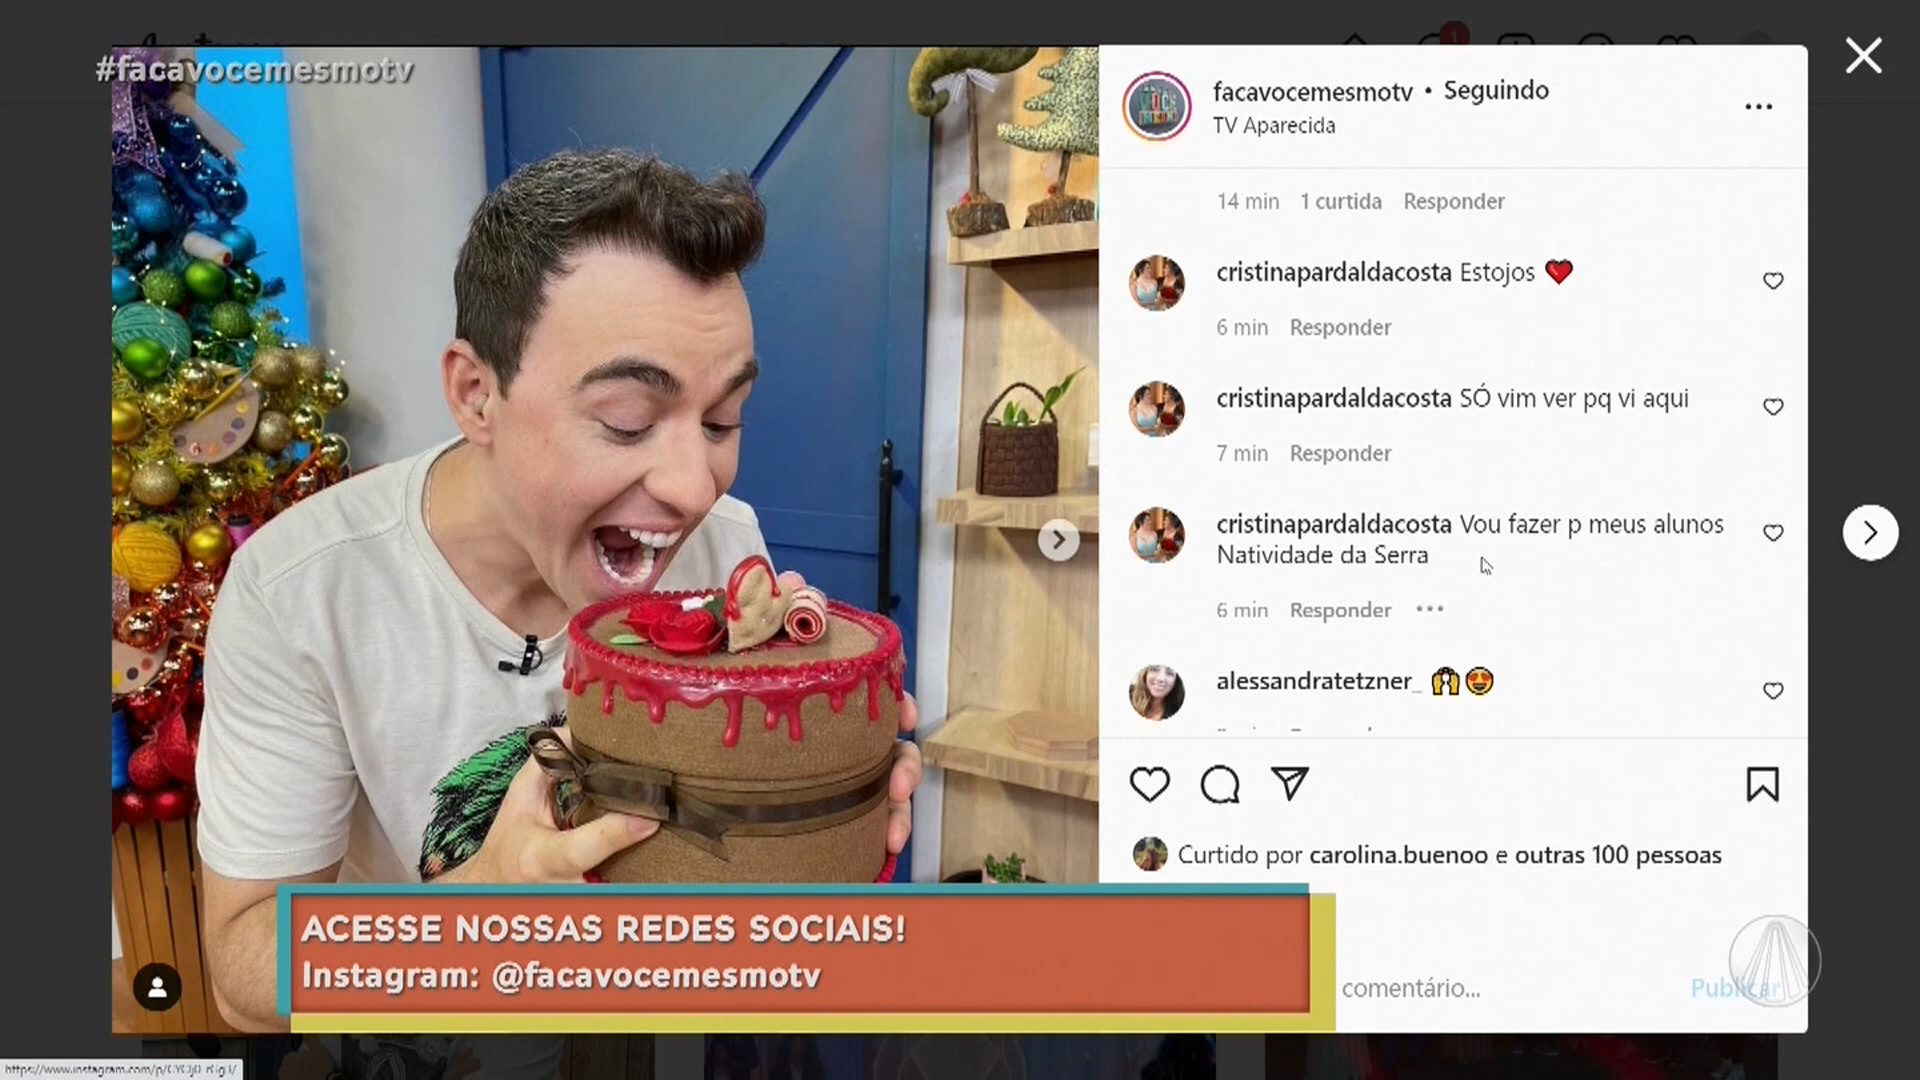 #facavocemesmotv
facavocemesmotv • Seguindo
TV Aparecida
14 min 1 curtida Responder
cristinapardaldacosta Estojos ❤️
6 min Responder
cristinapardaldacosta SÓ vim ver pq vi aqui
7 min Responder
cristinapardaldacosta Vou fazer p meus alunos
Natividade da Serra
6 min Responder •••
alessandratetzner_ 🙌😍
Curtido por carolina.buenoo e outras 100 pessoas
comentário...
Publicar
ACESSE NOSSAS REDES SOCIAIS!
Instagram: @facavocemesmotv